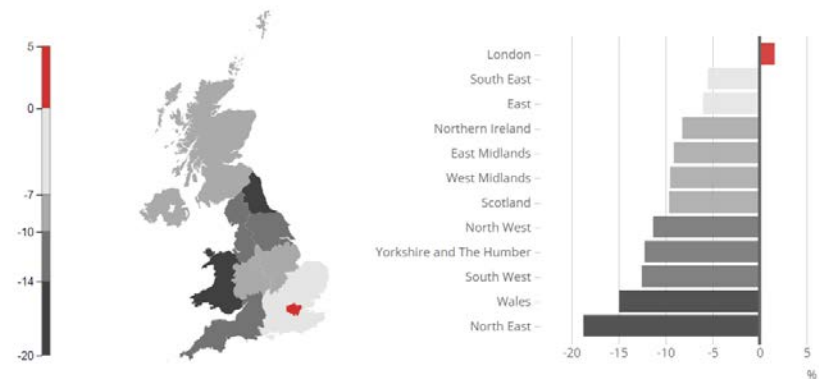 5
0
-7
-10
-14
-20
London
South East
East
Northern Ireland
East Midlands
West Midlands
Scotland
North West
Yorkshire and The Humber
South West
Wales
North East
-20 -15 -10 -5 0 5
%